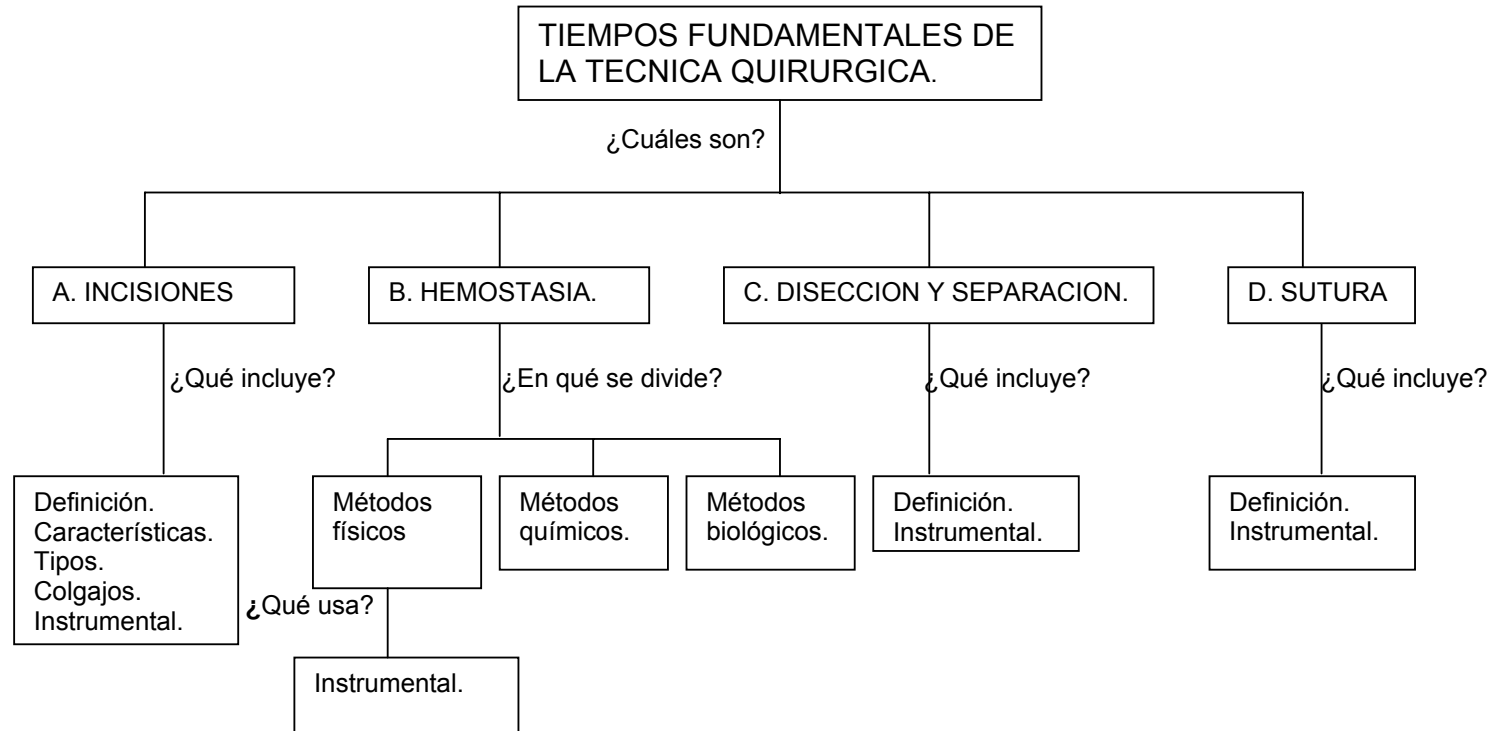 TIEMPOS FUNDAMENTALES DE
LA TECNICA QUIRURGICA.
¿Cuáles son?
A. INCISIONES
B. HEMOSTASIA.
C. DISECCION Y SEPARACION.
D. SUTURA
¿Qué incluye?
¿En qué se divide?
¿Qué incluye?
¿Qué incluye?
Definición.
Características.
Tipos.
Colgajos.
Instrumental.
Métodos
físicos
Métodos
químicos.
Métodos
biológicos.
Definición.
Instrumental.
Definición.
Instrumental.
¿Qué usa?
Instrumental.